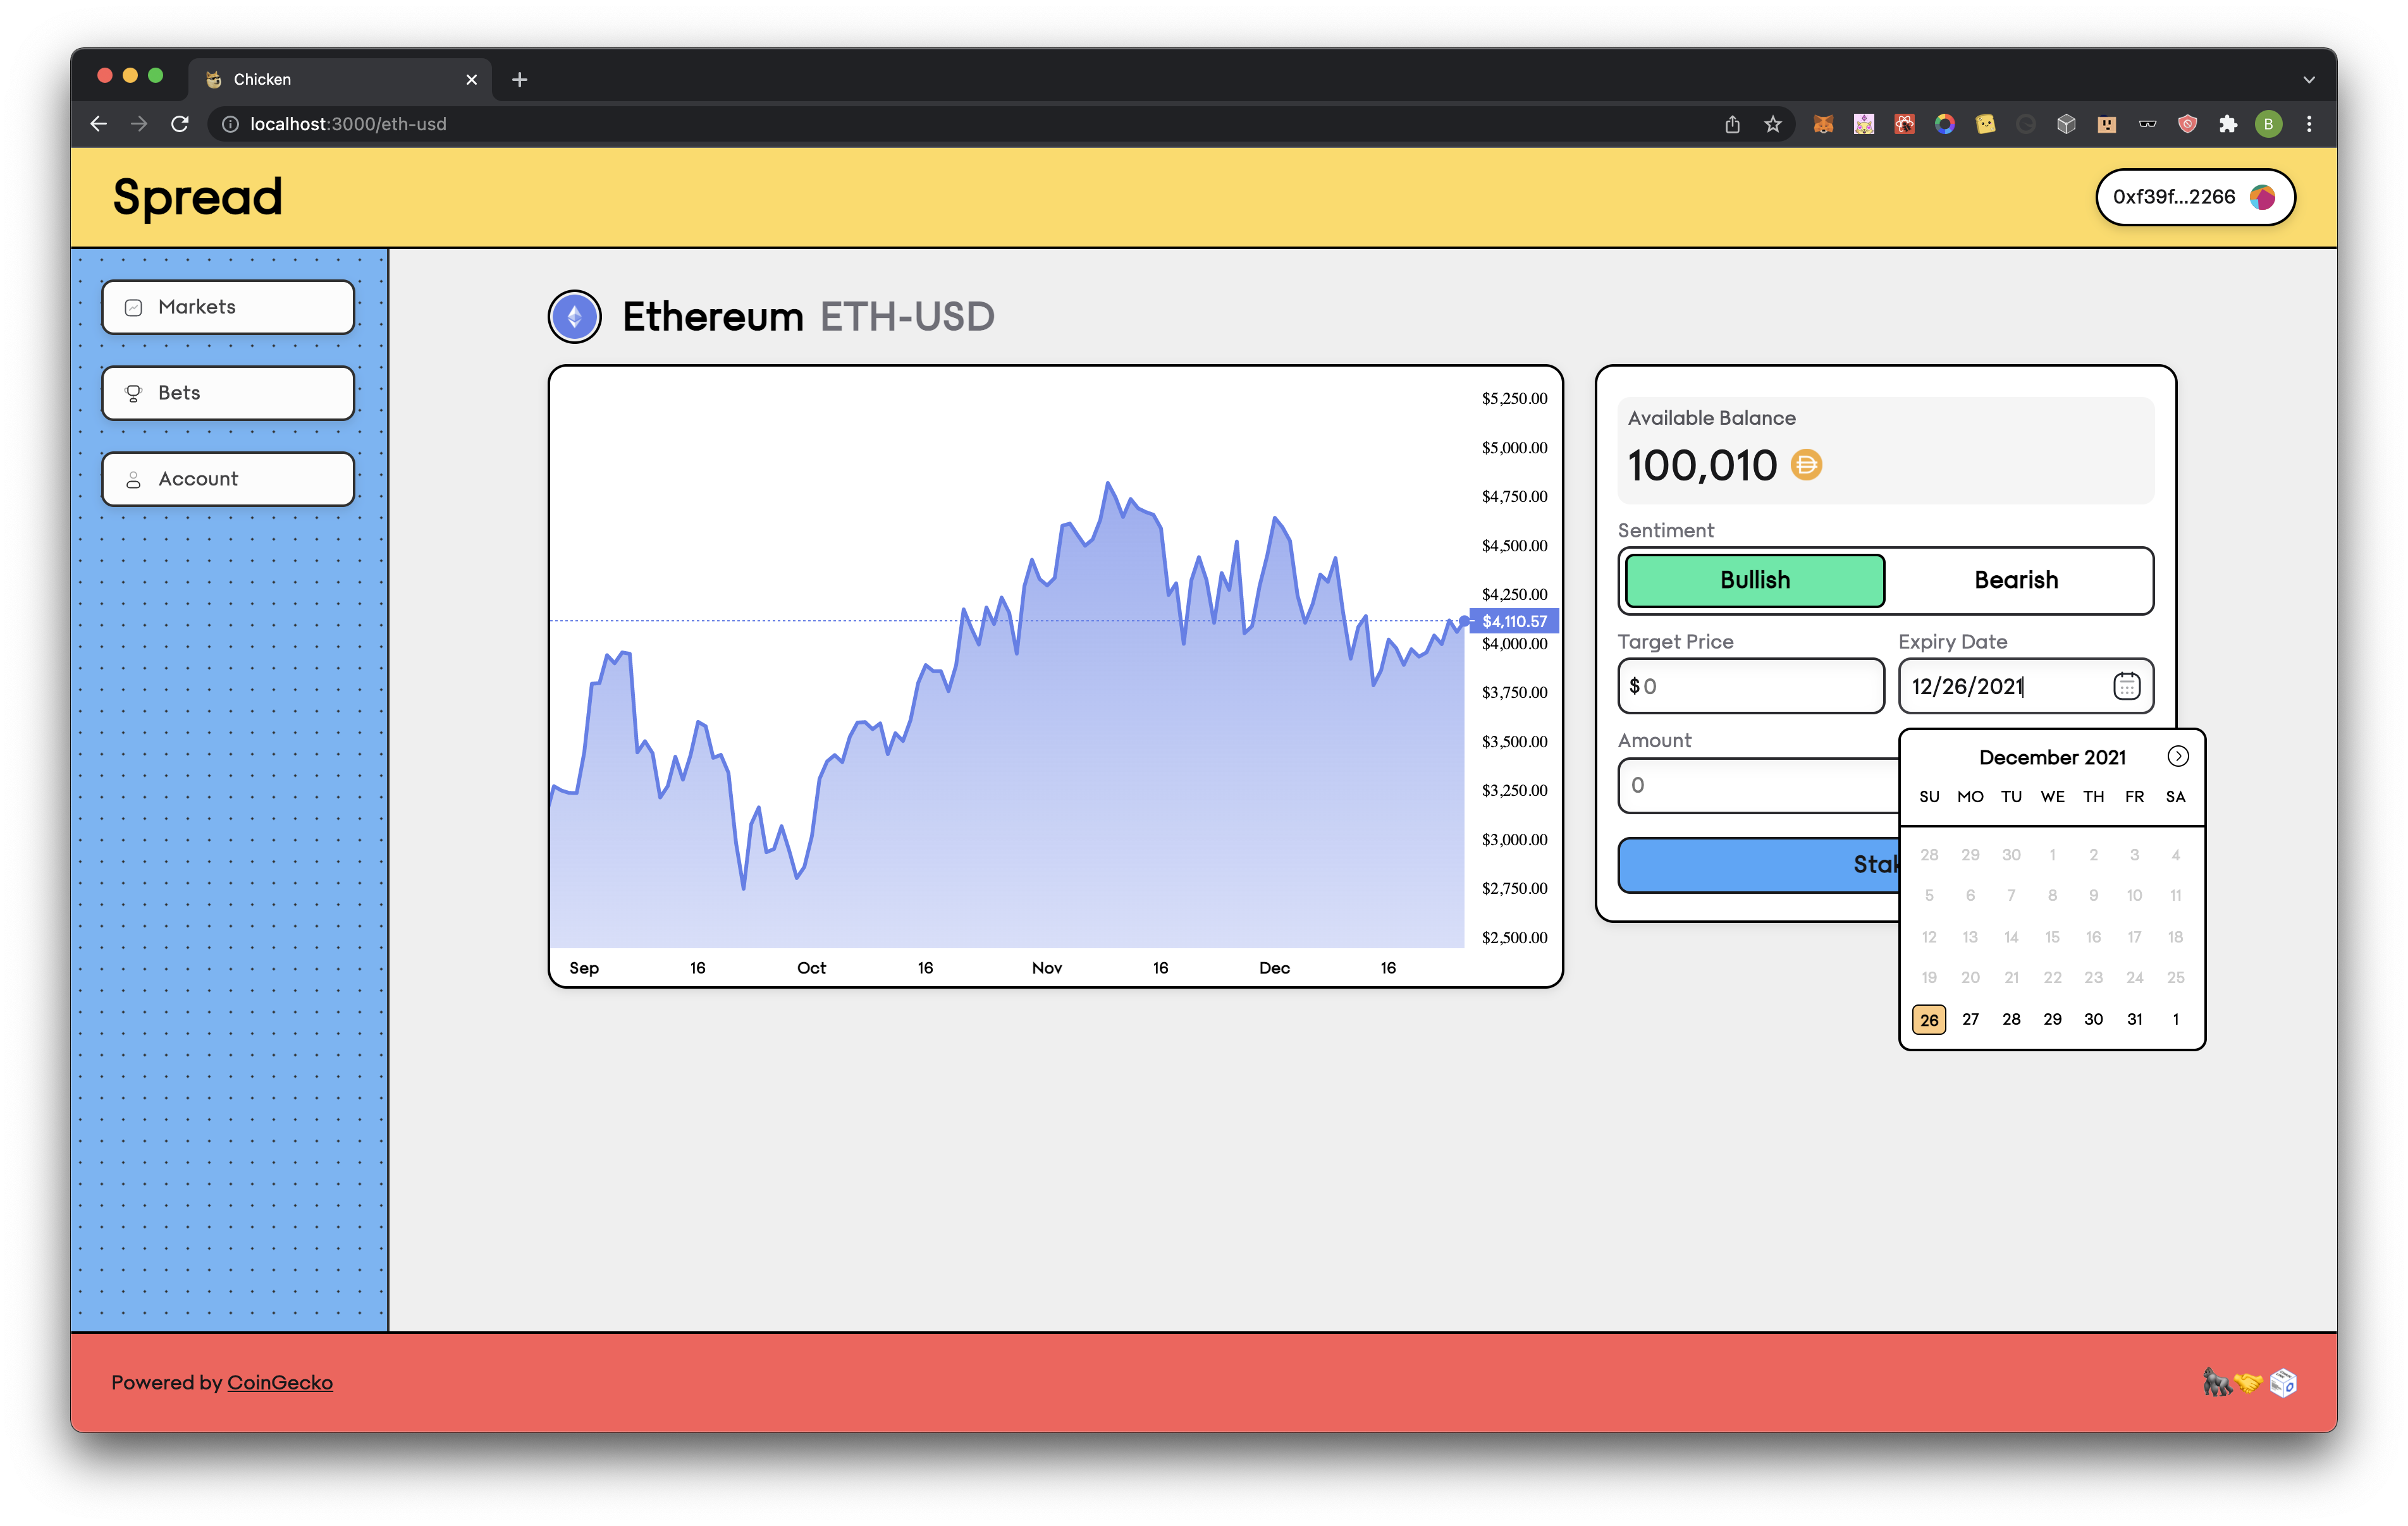 Chicken
localhost:3000/eth-usd
B
Spread
0xf39f...2266
Markets
Bets
Account
Ethereum ETH-USD
$5,250.00
$5,000.00
$4,750.00
$4,500.00
$4,250.00
$4,110.57
$4,000.00
$3,750.00
$3,500.00
$3,250.00
$3,000.00
$2,750.00
$2,500.00
Sep 16 Oct 16 Nov 16 Dec 16
Available Balance
100,010
Sentiment
Bullish Bearish
Target Price Expiry Date
$ 0 12/26/2021
Amount
0
Stak
December 2021
SU MO TU WE TH FR SA
28 29 30 1 2 3 4
5 6 7 8 9 10 11
12 13 14 15 16 17 18
19 20 21 22 23 24 25
26 27 28 29 30 31 1
Powered by CoinGecko